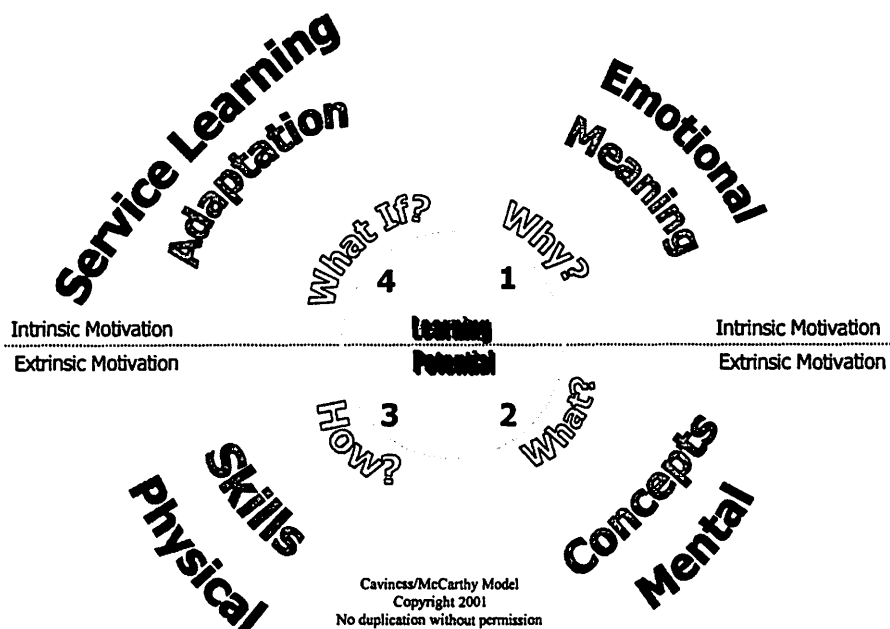 Service Learning
Adaptation
What If?
4
Emotional
Meaning
Why?
1
Intrinsic Motivation
Learning
Intrinsic Motivation
Extrinsic Motivation
Potential
Extrinsic Motivation
How?
3
Skills
Physical
2
What?
Concepts
Mental
Caviness/McCarthy Model
Copyright 2001
No duplication without permission